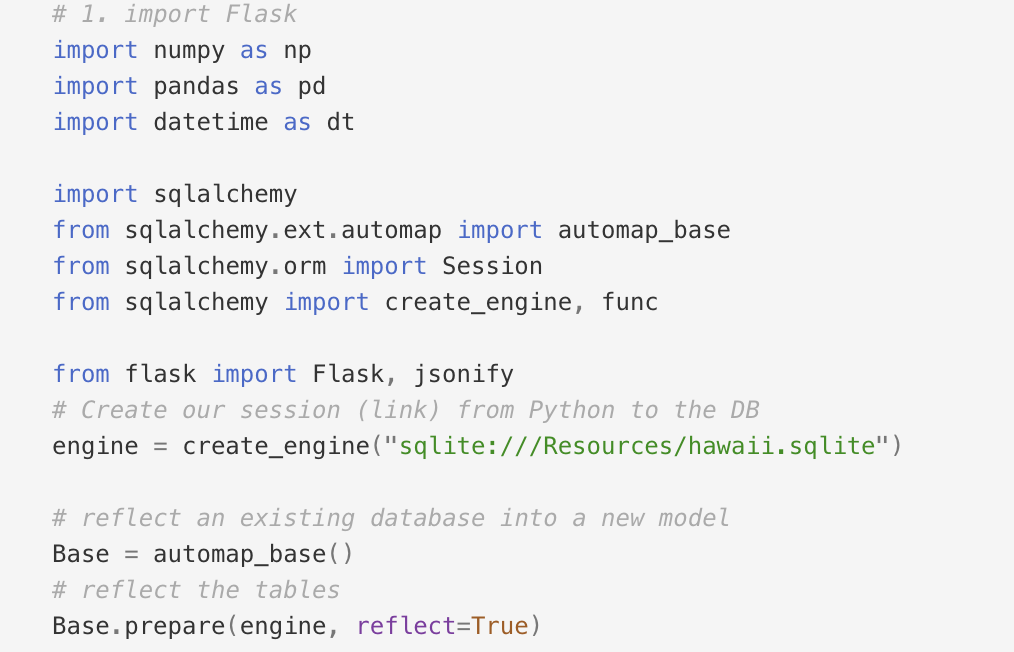 # 1. import Flask
import numpy as np
import pandas as pd
import datetime as dt
import sqlalchemy
from sqlalchemy.ext.automap import automap_base
from sqlalchemy.orm import Session
from sqlalchemy import create_engine, func
from flask import Flask, jsonify
# Create our session (link) from Python to the DB
engine = create_engine("sqlite:///Resources/hawaii.sqlite")
# reflect an existing database into a new model
Base = automap_base()
# reflect the tables
Base.prepare(engine, reflect=True)